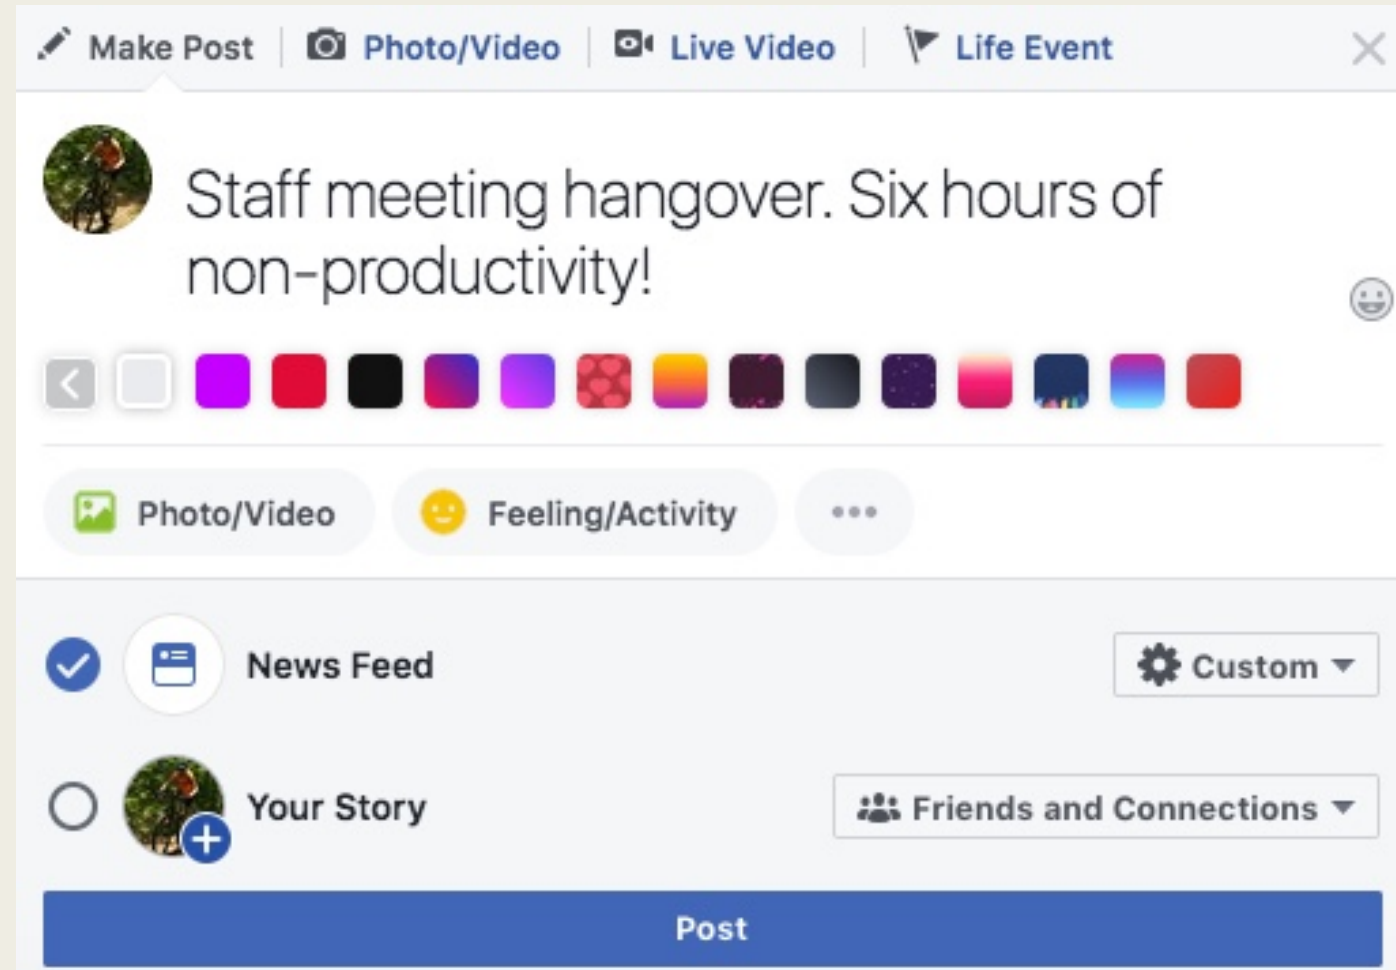 Make Post Photo/Video Live Video Life Event
Staff meeting hangover. Six hours of
non-productivity!
Photo/Video Feeling/Activity
News Feed Custom
Your Story Friends and Connections
Post